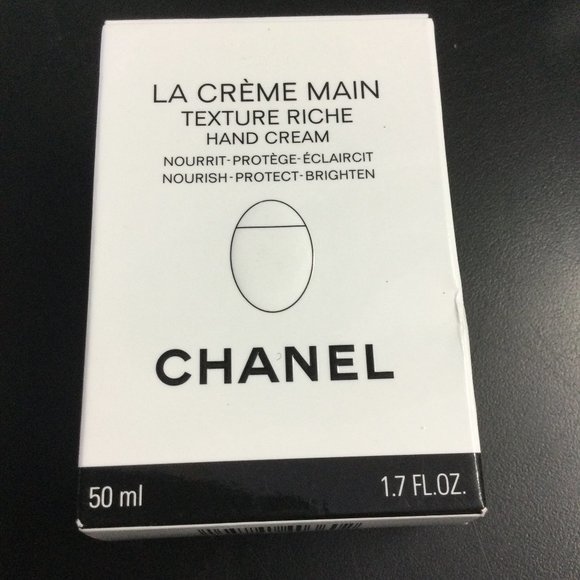 LA CRÈME MAIN
TEXTURE RICHE
HAND CREAM
NOURRIT-PROTÈGE-ÉCLAIRCIT
NOURISH-PROTECT-BRIGHTEN
CHANEL
50 ml 1.7 FL.OZ.